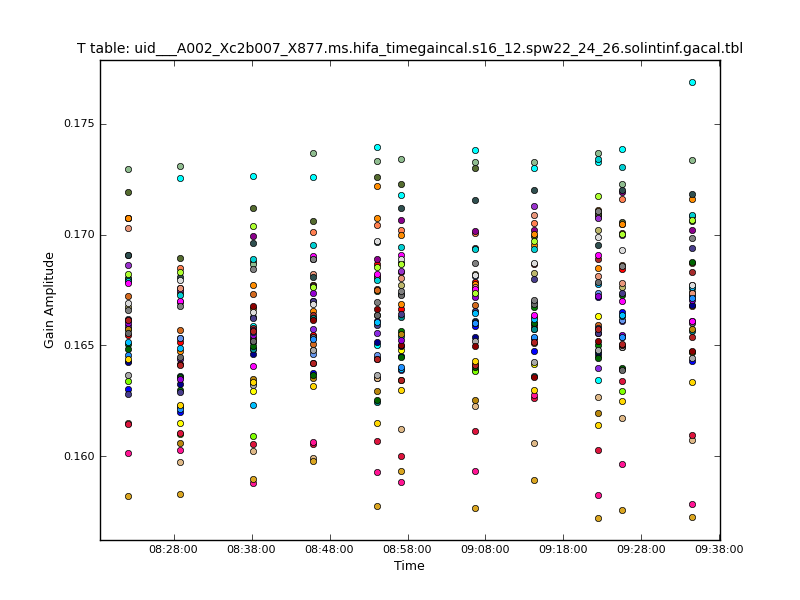 T table: uid___A002_Xc2b007_X877.ms.hifa_timegaincal.s16_12.spw22_24_26.solintinf.gacal.tbl
0.175
0.170
0.165
0.160
Gain Amplitude
08:28:00 08:38:00 08:48:00 08:58:00 09:08:00 09:18:00 09:28:00 09:38:00
Time